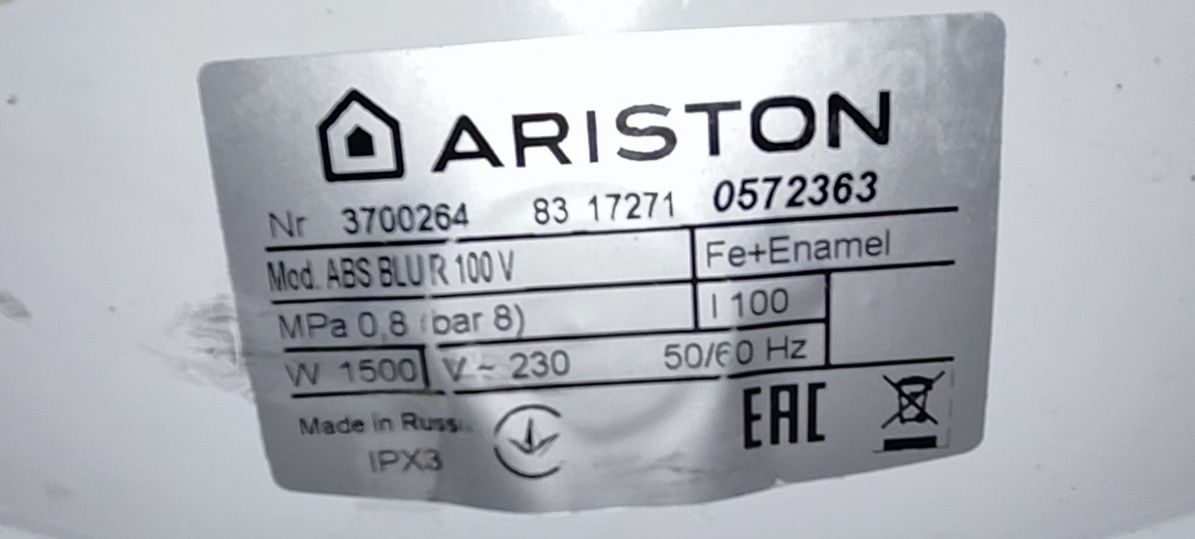 ARISTON
Nr 3700264 83 17271 0572363
Mod. ABS BLU R 100 V Fe+Enamel
MPa 0,8 (bar 8) l 100
W 1500 V ~ 230 50/60 Hz
Made in
IPX3
EAC